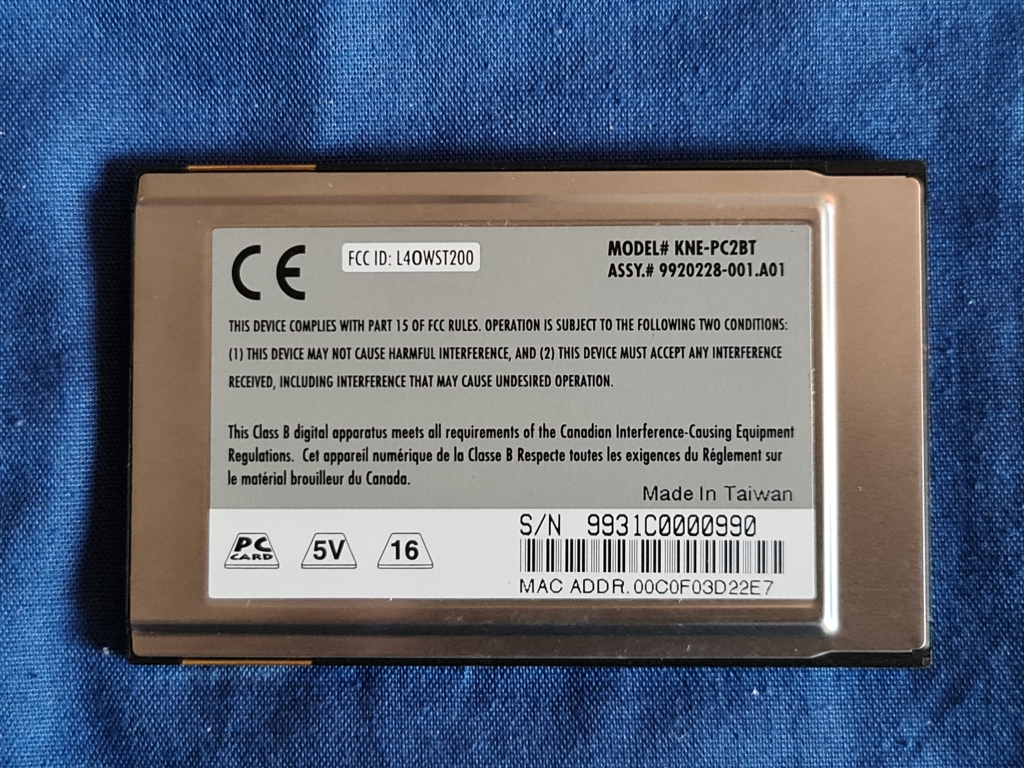 CE
FCC ID: L4OWST200
MODEL# KNE-PC2BT
ASSY.# 9920228-001.A01
THIS DEVICE COMPLIES WITH PART 15 OF FCC RULES. OPERATION IS SUBJECT TO THE FOLLOWING TWO CONDITIONS:
(1) THIS DEVICE MAY NOT CAUSE HARMFUL INTERFERENCE, AND (2) THIS DEVICE MUST ACCEPT ANY INTERFERENCE
RECEIVED, INCLUDING INTERFERENCE THAT MAY CAUSE UNDESIRED OPERATION.
This Class B digital apparatus meets all requirements of the Canadian Interference-Causing Equipment
Regulations. Cet appareil numérique de la Classe B Respecte toutes les exigences du Réglement sur
le matérial brouilleur du Canada.
Made In Taiwan
S/N 9931C0000990
PC CARD
5V
16
MAC ADDR. 00C0F03D22E7